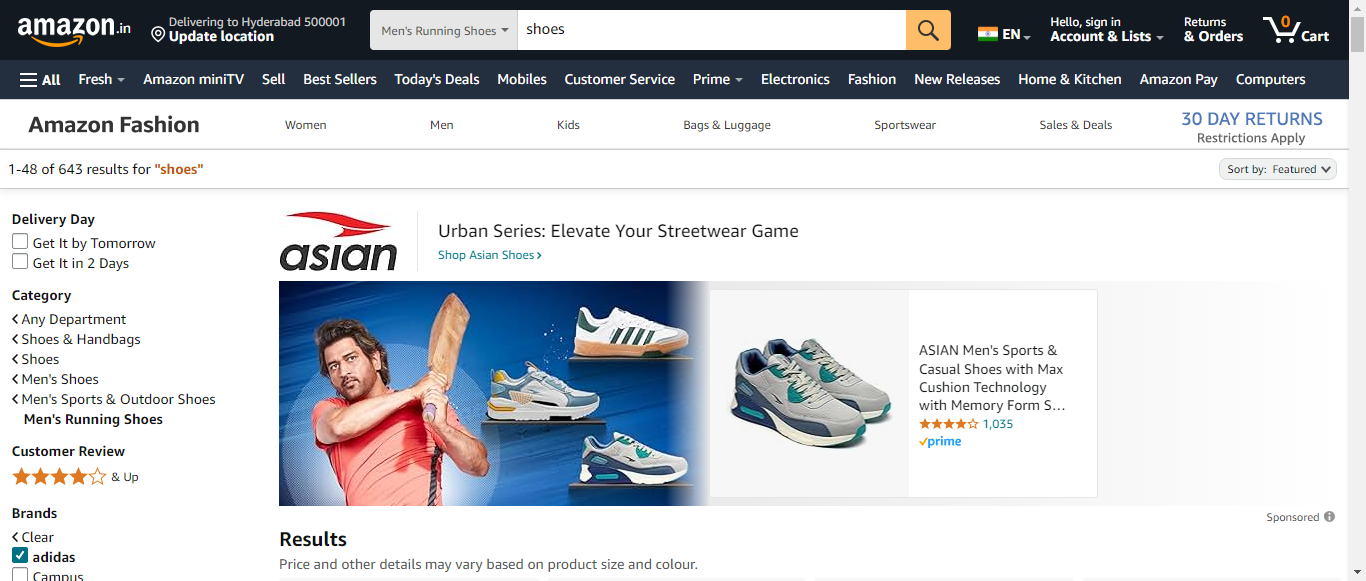 amazon.in
Delivering to Hyderabad 500001
Update location
Men's Running Shoes
shoes
EN
Hello, sign in
Account & Lists
Returns
& Orders
0
Cart
All
Fresh
Amazon miniTV
Sell
Best Sellers
Today's Deals
Mobiles
Customer Service
Prime
Electronics
Fashion
New Releases
Home & Kitchen
Amazon Pay
Computers
Amazon Fashion
Women
Men
Kids
Bags & Luggage
Sportswear
Sales & Deals
30 DAY RETURNS
Restrictions Apply
1-48 of 643 results for "shoes"
Sort by: Featured
Delivery Day
Get It by Tomorrow
Get It in 2 Days
Category
Any Department
Shoes & Handbags
Shoes
Men's Shoes
Men's Sports & Outdoor Shoes
Men's Running Shoes
Customer Review
& Up
Brands
Clear
adidas
Campus
asian
Urban Series: Elevate Your Streetwear Game
Shop Asian Shoes ›
ASIAN Men's Sports &
Casual Shoes with Max
Cushion Technology
with Memory Form S...
1,035
prime
Sponsored
Results
Price and other details may vary based on product size and colour.